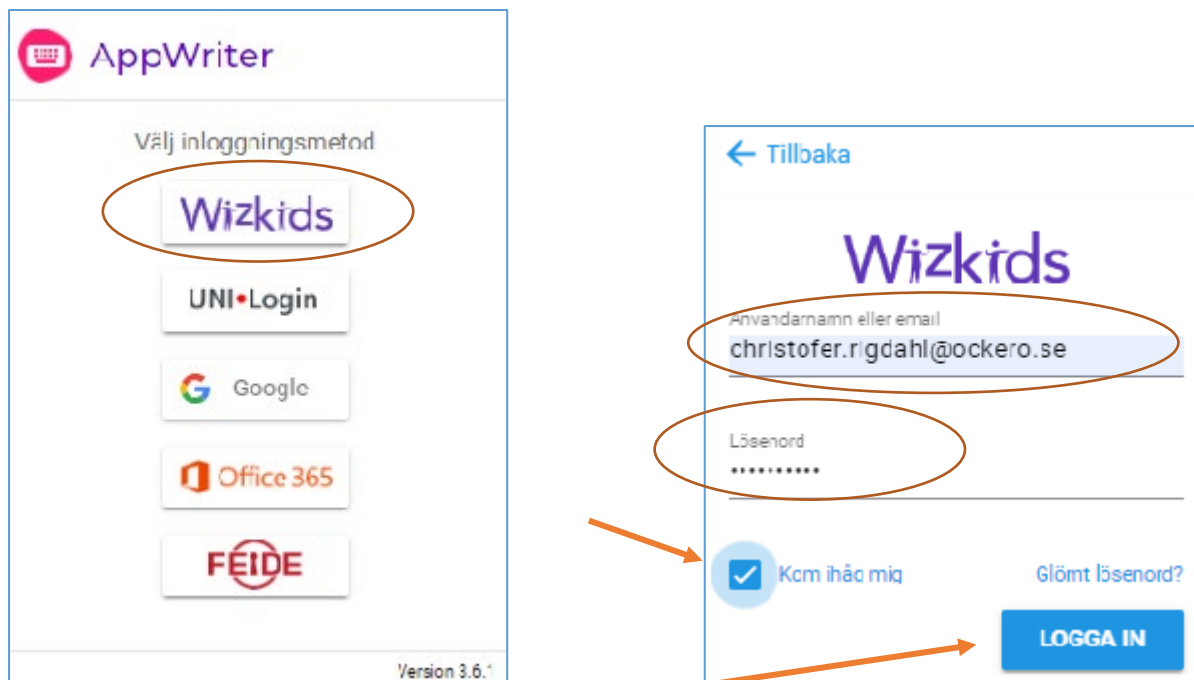 AppWriter
Välj inloggningsmetod
Wizkids
UNI•Login
Google
Office 365
FEIDE
Version 3.6.1
← Tillbaka
Wizkids
Användarnamn eller email
christofer.rigdahl@ockero.se
Lösenord
••••••••••
Kom ihåg mig
Glömt lösenord?
LOGGA IN